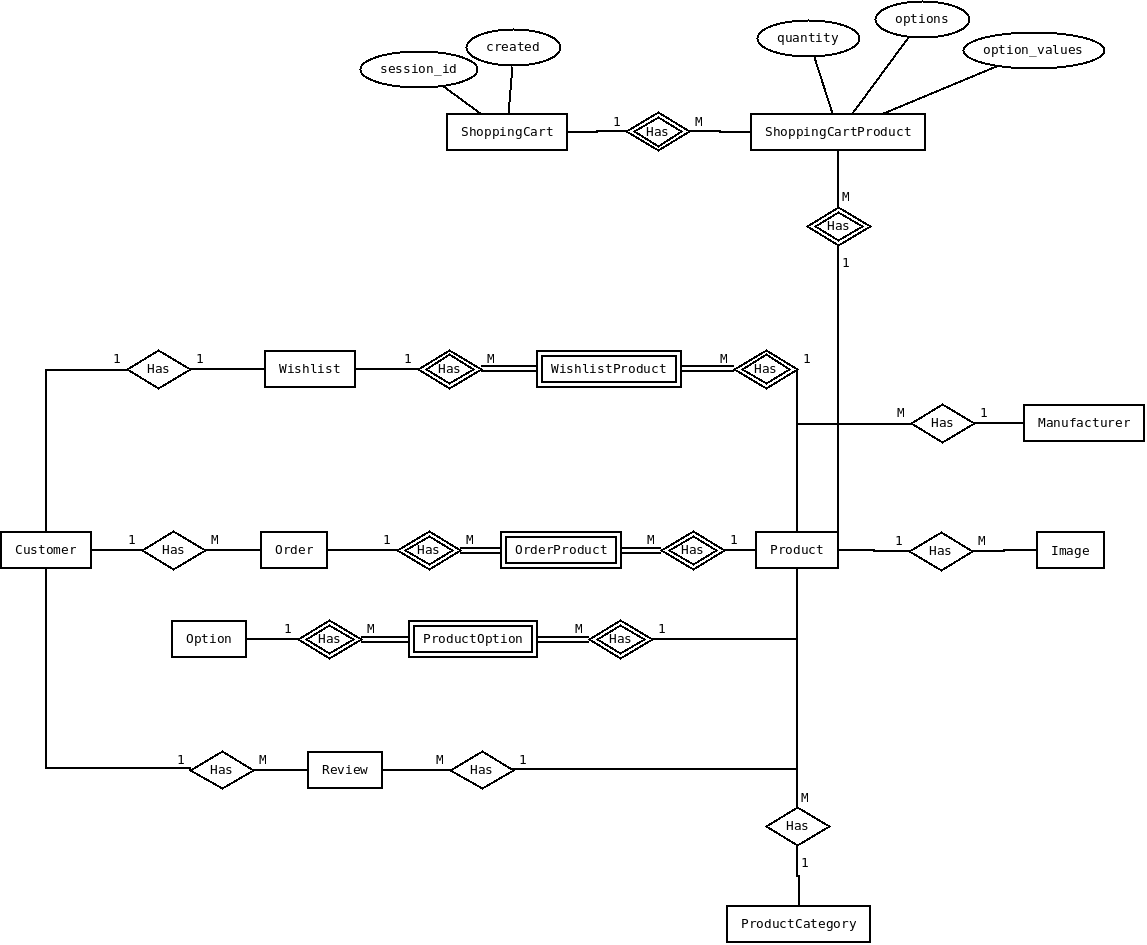 options
quantity
created
option_values
session_id
1
M
ShoppingCart
Has
ShoppingCartProduct
M
Has
1
1
1
1
M
M
1
Has
Wishlist
Has
WishlistProduct
Has
M
1
Has
Manufacturer
1
M
1
M
M
1
1
M
Customer
Has
Order
Has
OrderProduct
Has
Product
Has
Image
1
M
M
1
Option
Has
ProductOption
Has
1
M
M
1
Has
Review
Has
M
Has
1
ProductCategory